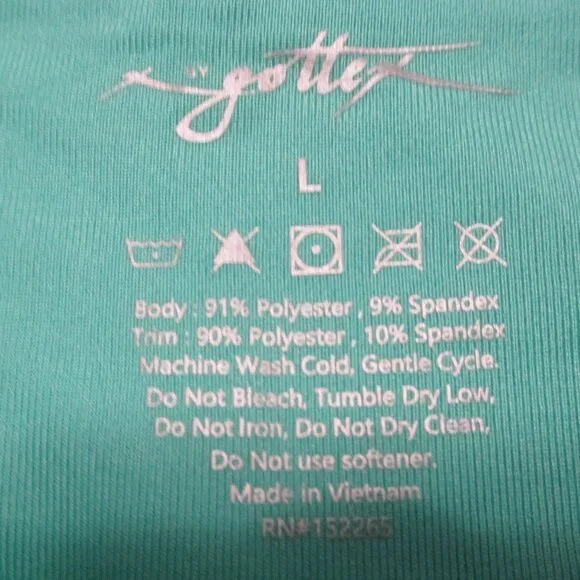 X BY gottex
L
Body : 91% Polyester , 9% Spandex
Trim : 90% Polyester , 10% Spandex
Machine Wash Cold, Gentle Cycle.
Do Not Bleach, Tumble Dry Low,
Do Not Iron, Do Not Dry Clean,
Do Not use softener.
Made in Vietnam
RN#152265